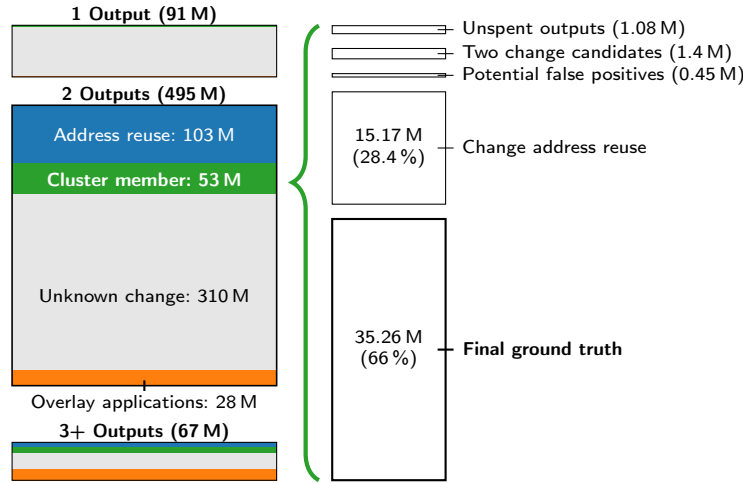 1 Output (91 M)
2 Outputs (495 M)
Address reuse: 103 M
Cluster member: 53 M
Unknown change: 310 M
Overlay applications: 28 M
3+ Outputs (67 M)
Unspent outputs (1.08 M)
Two change candidates (1.4 M)
Potential false positives (0.45 M)
15.17 M
(28.4 %)
Change address reuse
35.26 M
(66 %)
Final ground truth